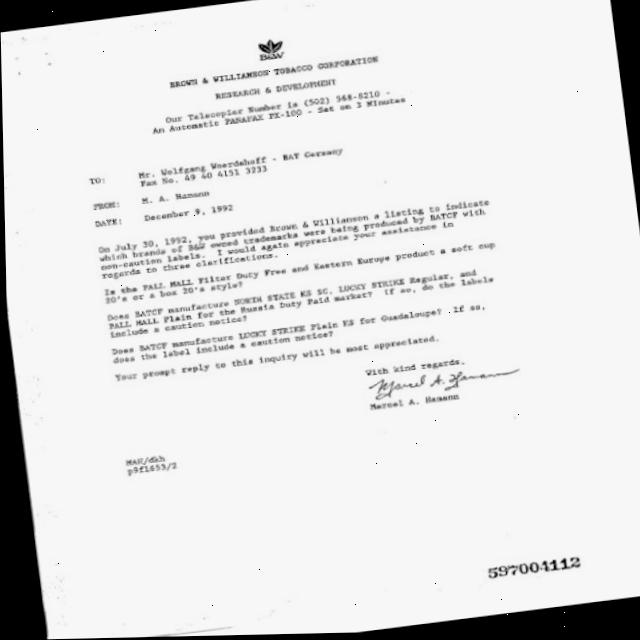 B&W
BROWN & WILLIAMSON TOBACCO CORPORATION
RESEARCH & DEVELOPMENT
Our Telecopier Number is (502) 568-8210 -
An Automatic PANAFAX PX-100 - Set on 3 Minutes
TO: Mr. Wolfgang Woerdehoff - BAT Germany
Fax No. 49 40 4151 3233
FROM: M. A. Hamann
DATE: December 9, 1992
On July 30, 1992, you provided Brown & Williamson a listing to indicate
which brands of B&W owned trademarks were being produced by BATCF with
non-caution labels. I would again appreciate your assistance in
regards to three clarifications.
Is the PALL MALL Filter Duty Free and Eastern Europe product a soft cup
20's or a box 20's style?
Does BATCF manufacture NORTH STATE KS SC, LUCKY STRIKE Regular, and
PALL MALL Plain for the Russia Duty Paid market? If so, do the labels
include a caution notice?
Does BATCF manufacture LUCKY STRIKE Plain KS for Guadaloupe? If so,
does the label include a caution notice?
Your prompt reply to this inquiry will be most appreciated.
With kind regards,
Marcel A. Hamann
Marcel A. Hamann
MAH/dkh
p9f1653/2
597004112